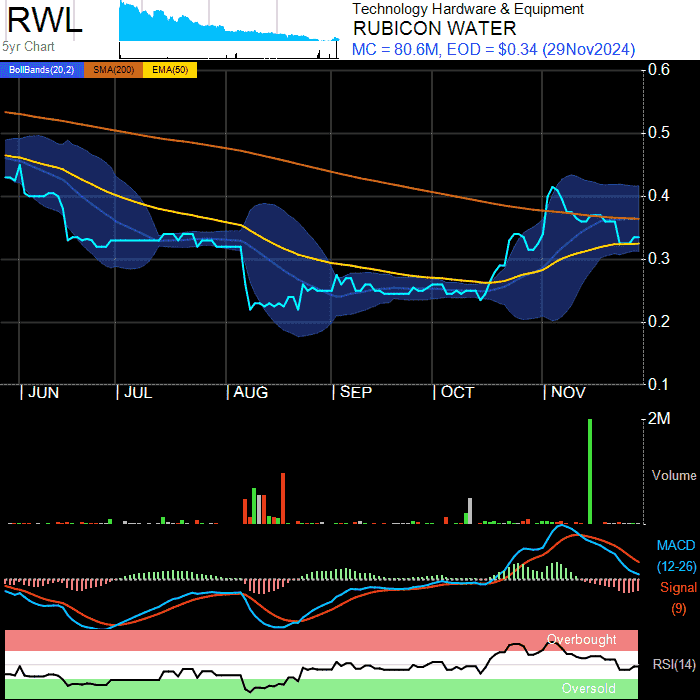 RWL
5yr Chart
Technology Hardware & Equipment
RUBICON WATER
MC = 80.6M, EOD = $0.34 (29Nov2024)
BollBands(20,2) SMA(200) EMA(50)
0.6
0.5
0.4
0.3
0.2
0.1
JUN JUL AUG SEP OCT NOV
2M
Volume
MACD
(12-26)
Signal
(9)
Overbought
RSI(14)
Oversold